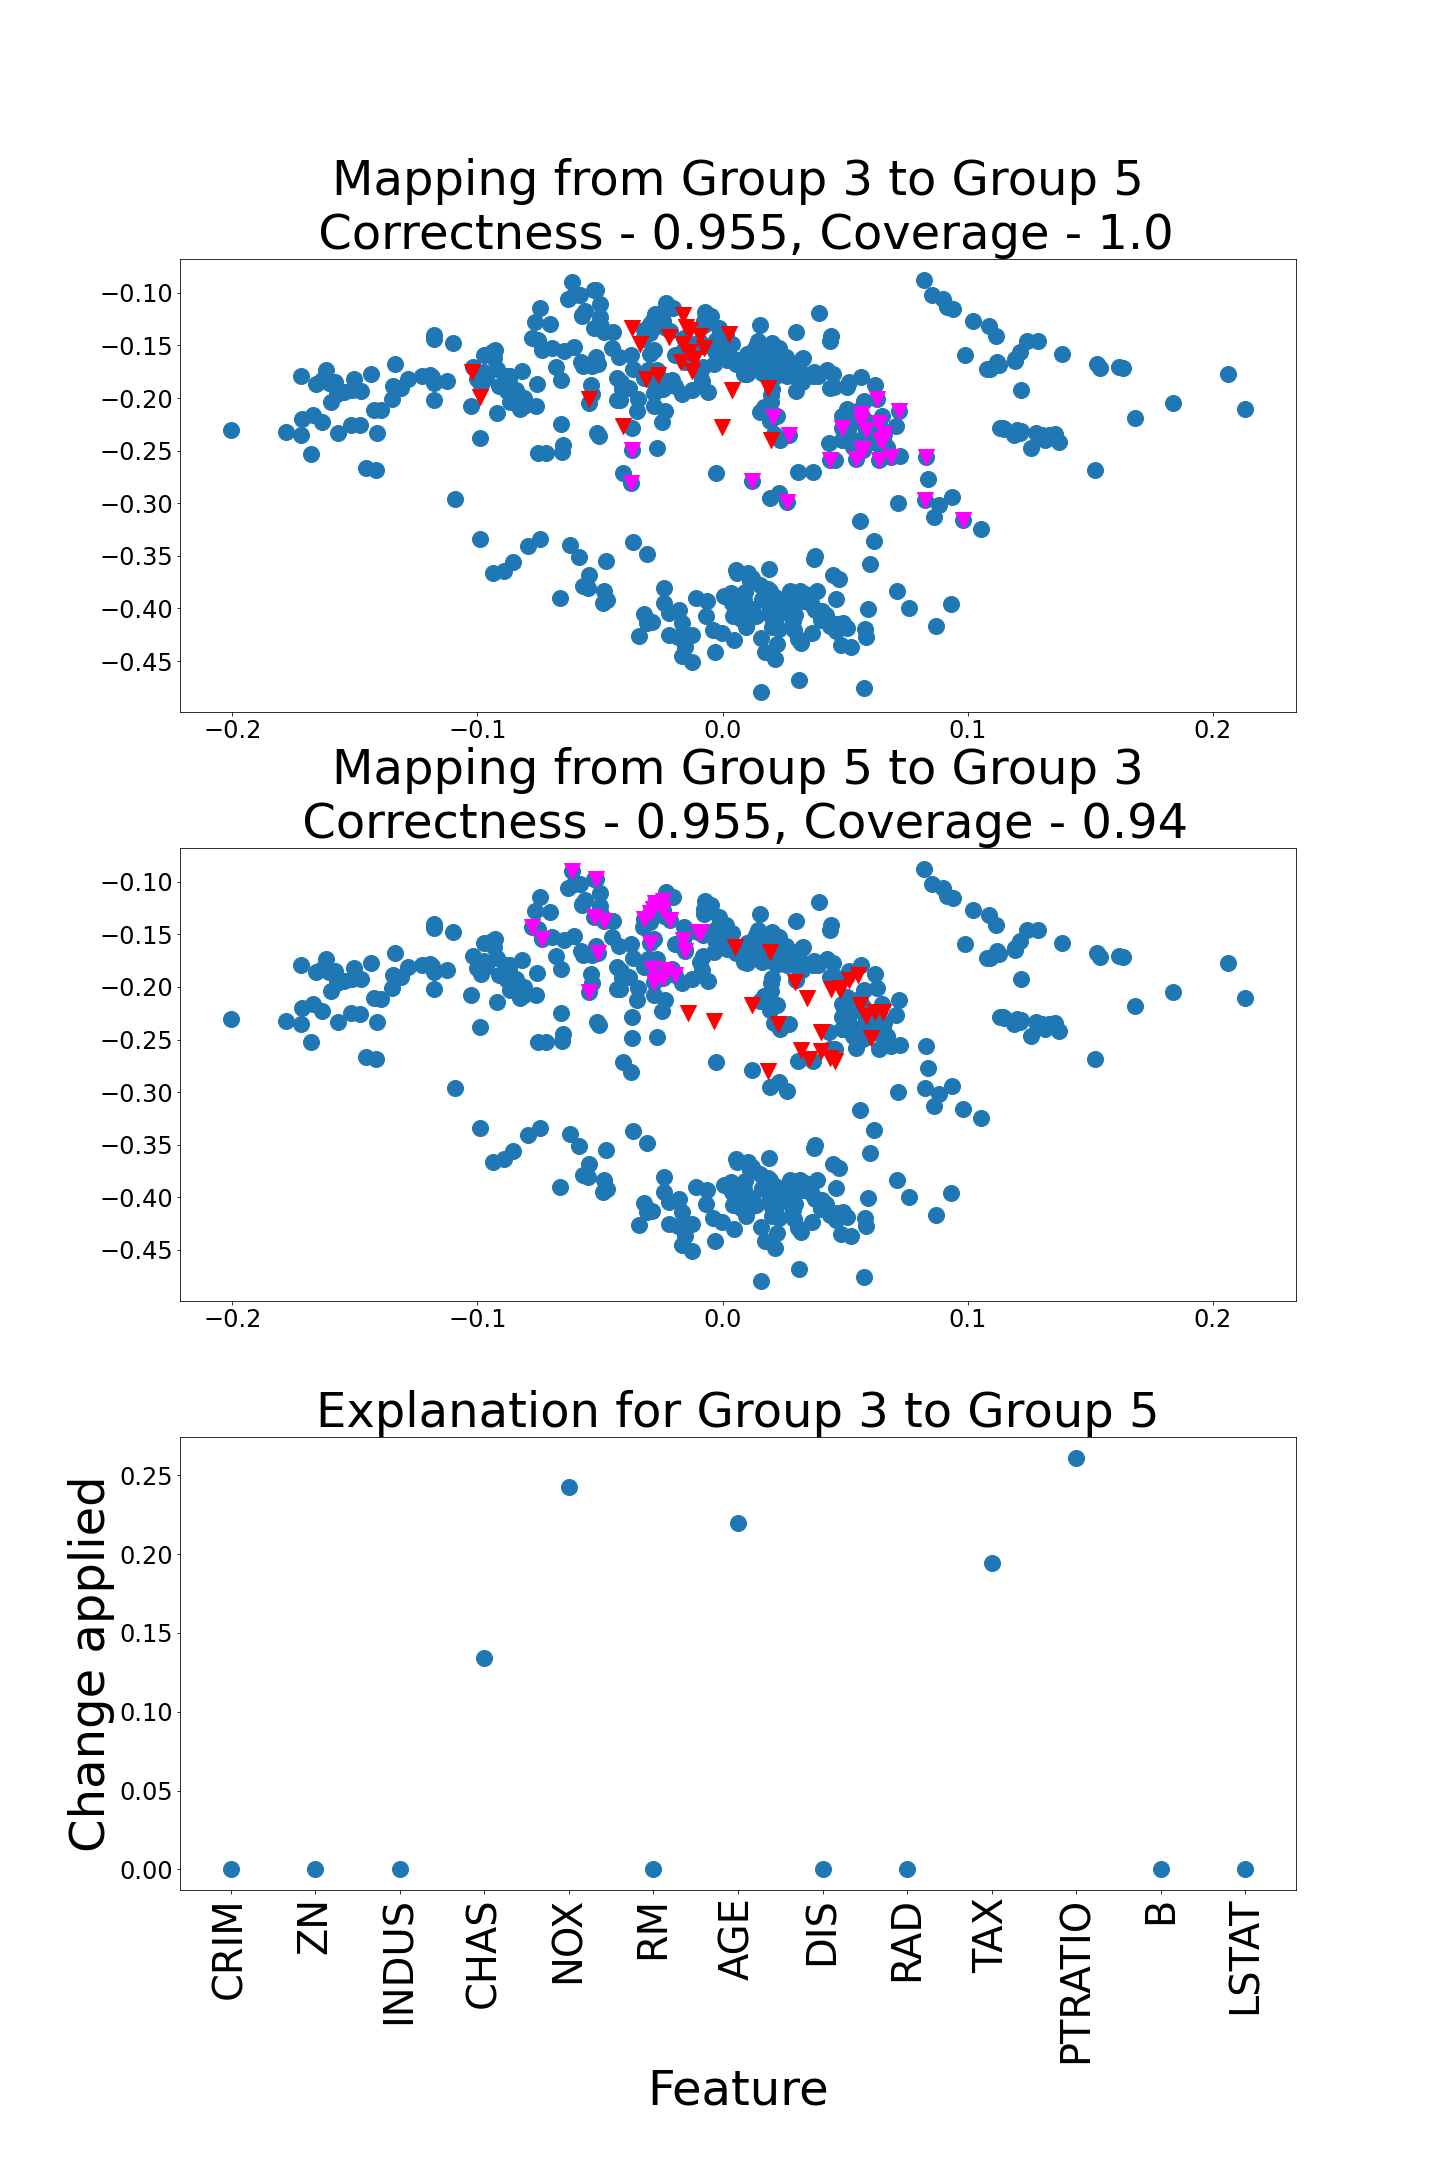 Mapping from Group 3 to Group 5
Correctness - 0.955, Coverage - 1.0
−0.10
−0.15
−0.20
−0.25
−0.30
−0.35
−0.40
−0.45
−0.2 −0.1 0.0 0.1 0.2
Mapping from Group 5 to Group 3
Correctness - 0.955, Coverage - 0.94
−0.10
−0.15
−0.20
−0.25
−0.30
−0.35
−0.40
−0.45
−0.2 −0.1 0.0 0.1 0.2
Explanation for Group 3 to Group 5
Change applied
0.25
0.20
0.15
0.10
0.05
0.00
CRIM ZN INDUS CHAS NOX RM AGE DIS RAD TAX PTRATIO B LSTAT
Feature